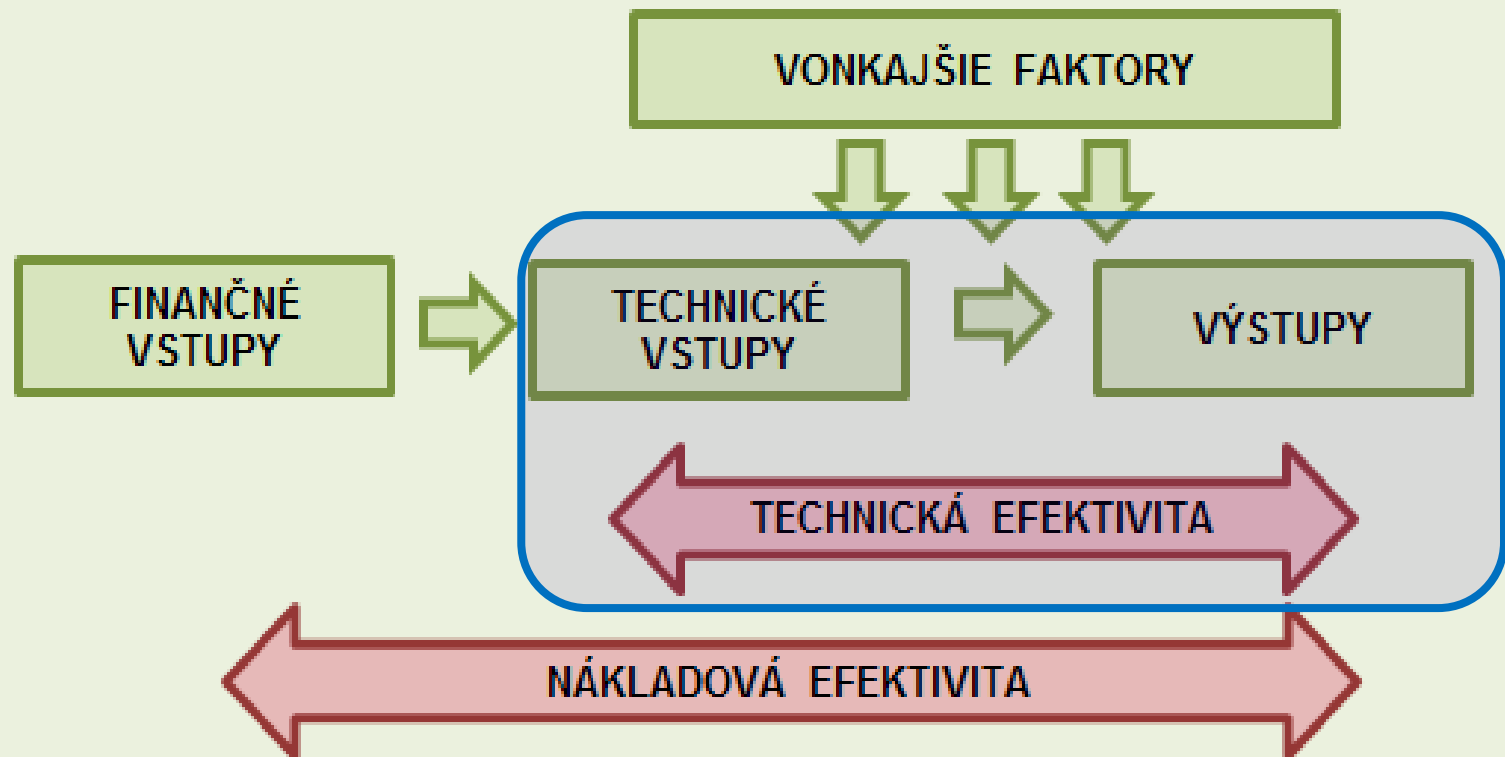 VONKAJŠIE FAKTORY
FINANČNÉ
VSTUPY
TECHNICKÉ
VSTUPY
VÝSTUPY
TECHNICKÁ EFEKTIVITA
NÁKLADOVÁ EFEKTIVITA